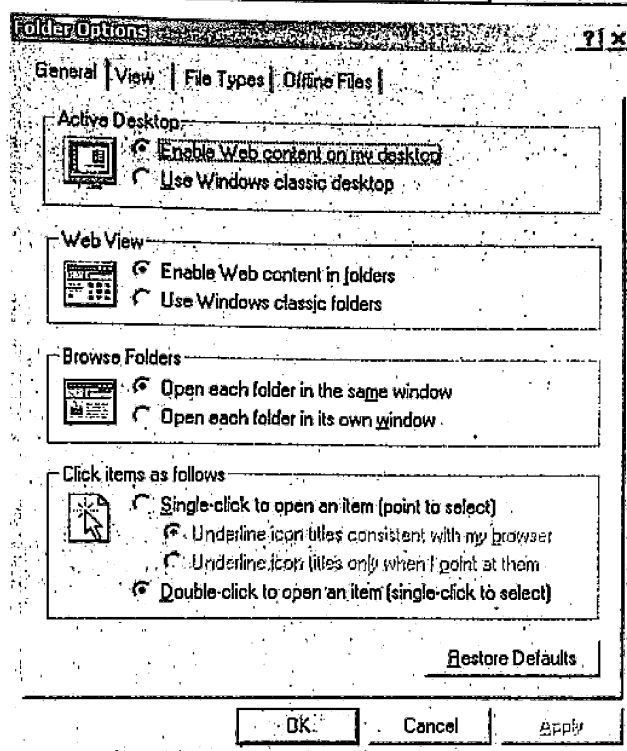 Folder Options
General View File Types Offline Files
Active Desktop
Enable Web content on my desktop
Use Windows classic desktop
Web View
Enable Web content in folders
Use Windows classic folders
Browse Folders
Open each folder in the same window
Open each folder in its own window
Click items as follows
Single-click to open an item (point to select)
Underline icon titles consistent with my browser
Underline icon titles only when I point at them
Double-click to open an item (single-click to select)
Restore Defaults
OK Cancel Apply